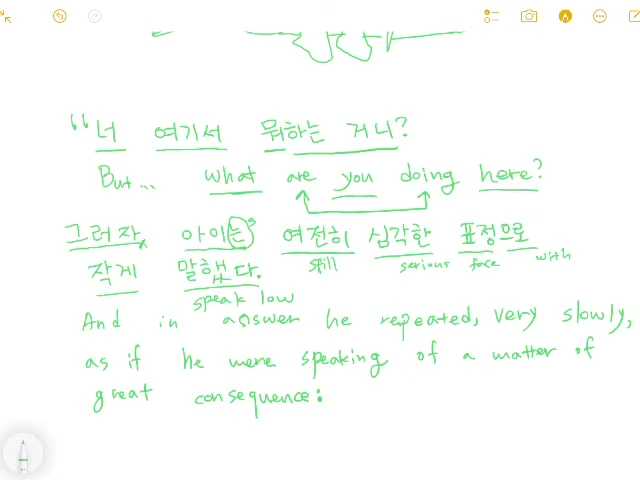 “너 여기서 뭐하는 거니?
But... what are you doing here?
그러자 아이는 여전히 심각한 표정으로
still serious face with
작게 말했다.
speak low
And in answer he repeated, very slowly,
as if he were speaking of a matter of
great consequence: